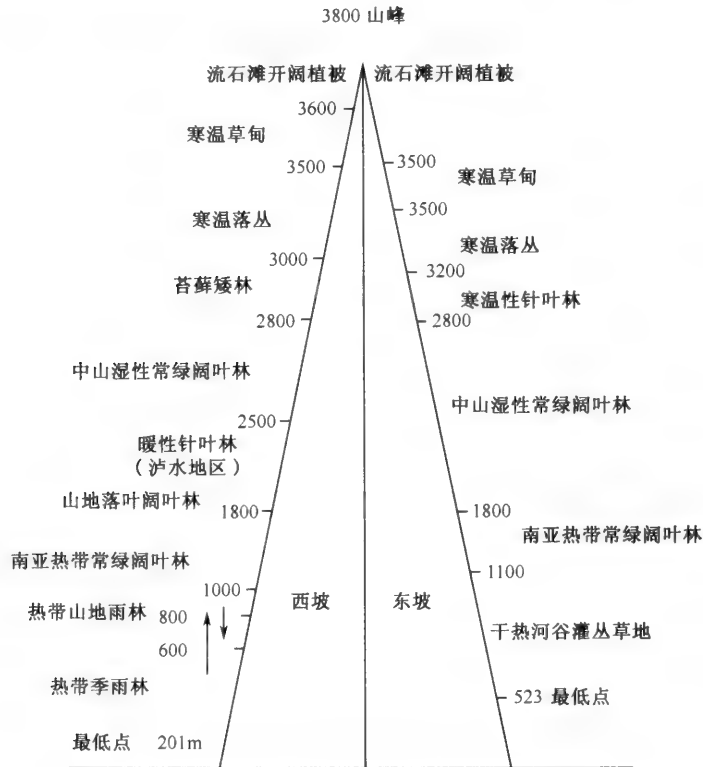 3800 山峰
流石滩开阔植被 流石滩开阔植被
3600
寒温草甸
3500 3500
寒温草甸
3500
寒温落丛
寒温落丛
3000
3200
苔藓矮林
寒温性针叶林
2800 2800
中山湿性常绿阔叶林
中山湿性常绿阔叶林
2500
暖性针叶林
(泸水地区)
山地落叶阔叶林
1800 1800
南亚热带常绿阔叶林
南亚热带常绿阔叶林
1100
1000
西坡 东坡
热带山地雨林 800
干热河谷灌丛草地
600
热带季雨林
523 最低点
最低点 201m